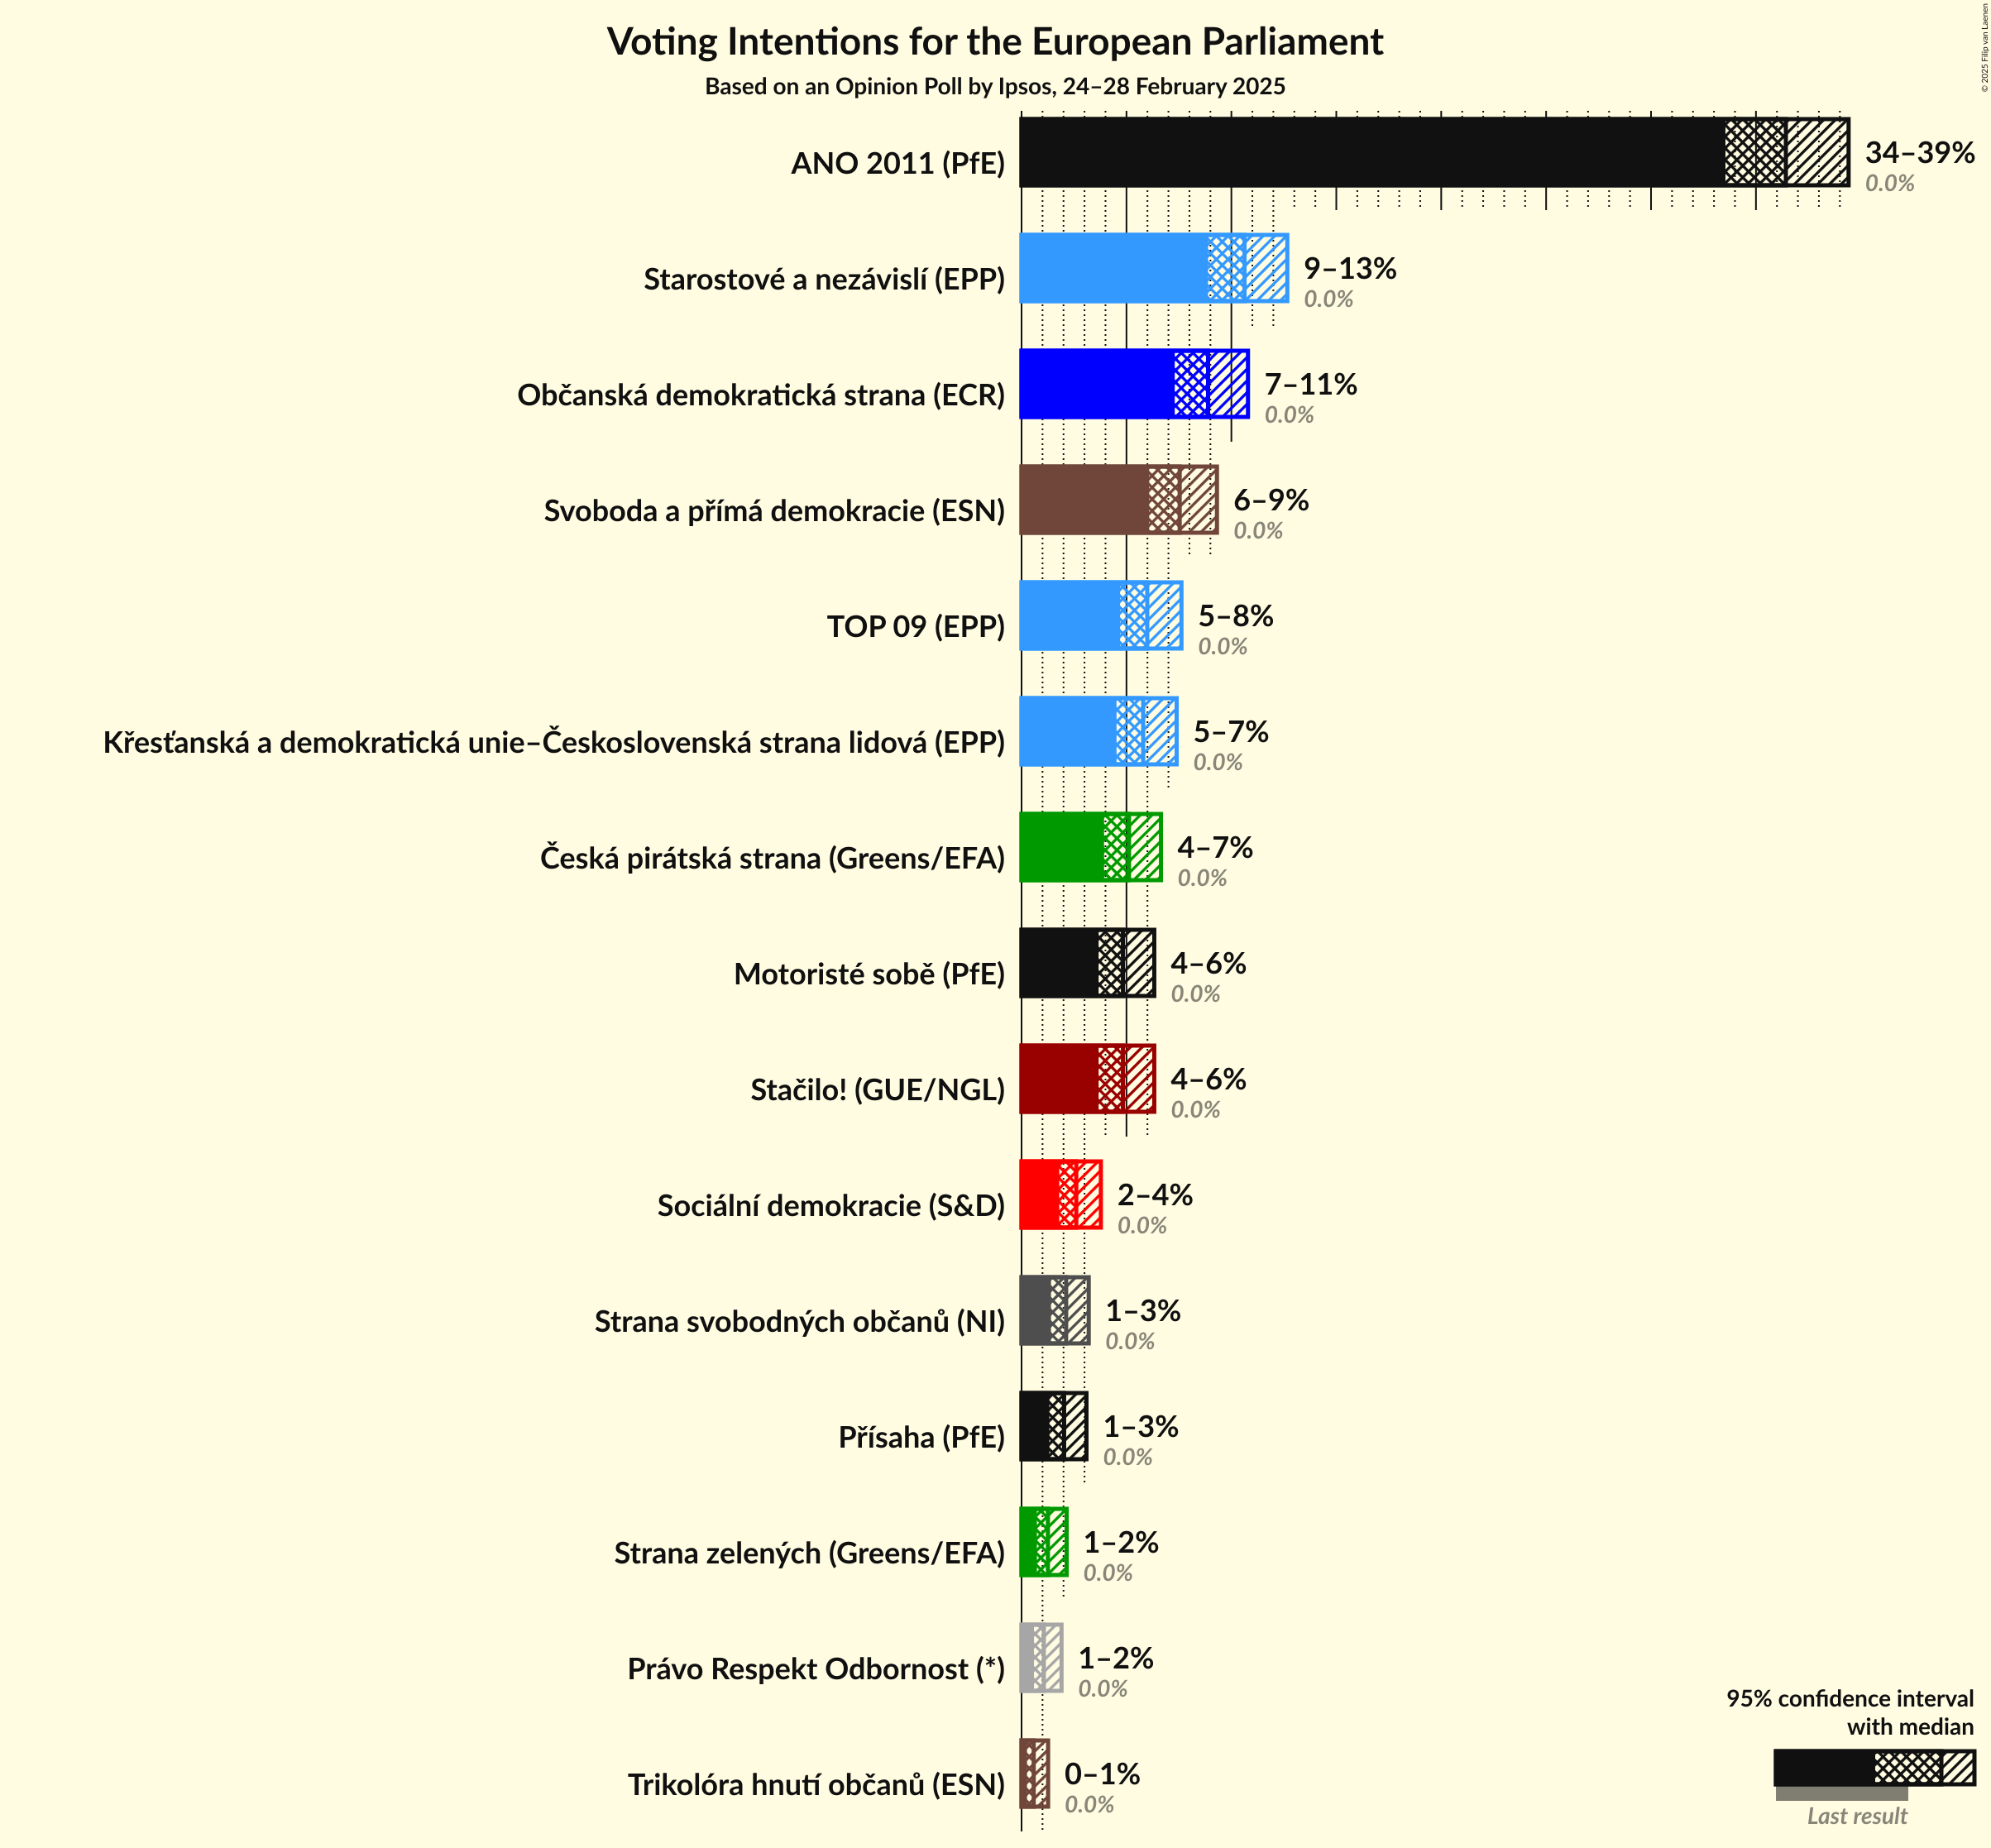 © 2025 Filip van Laenen
Voting Intentions for the European Parliament
Based on an Opinion Poll by Ipsos, 24–28 February 2025
ANO 2011 (PfE)
34–39%
0.0%
Starostové a nezávislí (EPP)
9–13%
0.0%
Občanská demokratická strana (ECR)
7–11%
0.0%
Svoboda a přímá demokracie (ESN)
6–9%
0.0%
TOP 09 (EPP)
5–8%
0.0%
Křesťanská a demokratická unie–Československá strana lidová (EPP)
5–7%
0.0%
Česká pirátská strana (Greens/EFA)
4–7%
0.0%
Motoristé sobě (PfE)
4–6%
0.0%
Stačilo! (GUE/NGL)
4–6%
0.0%
Sociální demokracie (S&D)
2–4%
0.0%
Strana svobodných občanů (NI)
1–3%
0.0%
Přísaha (PfE)
1–3%
0.0%
Strana zelených (Greens/EFA)
1–2%
0.0%
Právo Respekt Odbornost (*)
1–2%
0.0%
Trikolóra hnutí občanů (ESN)
0–1%
0.0%
95% confidence interval
with median
Last result